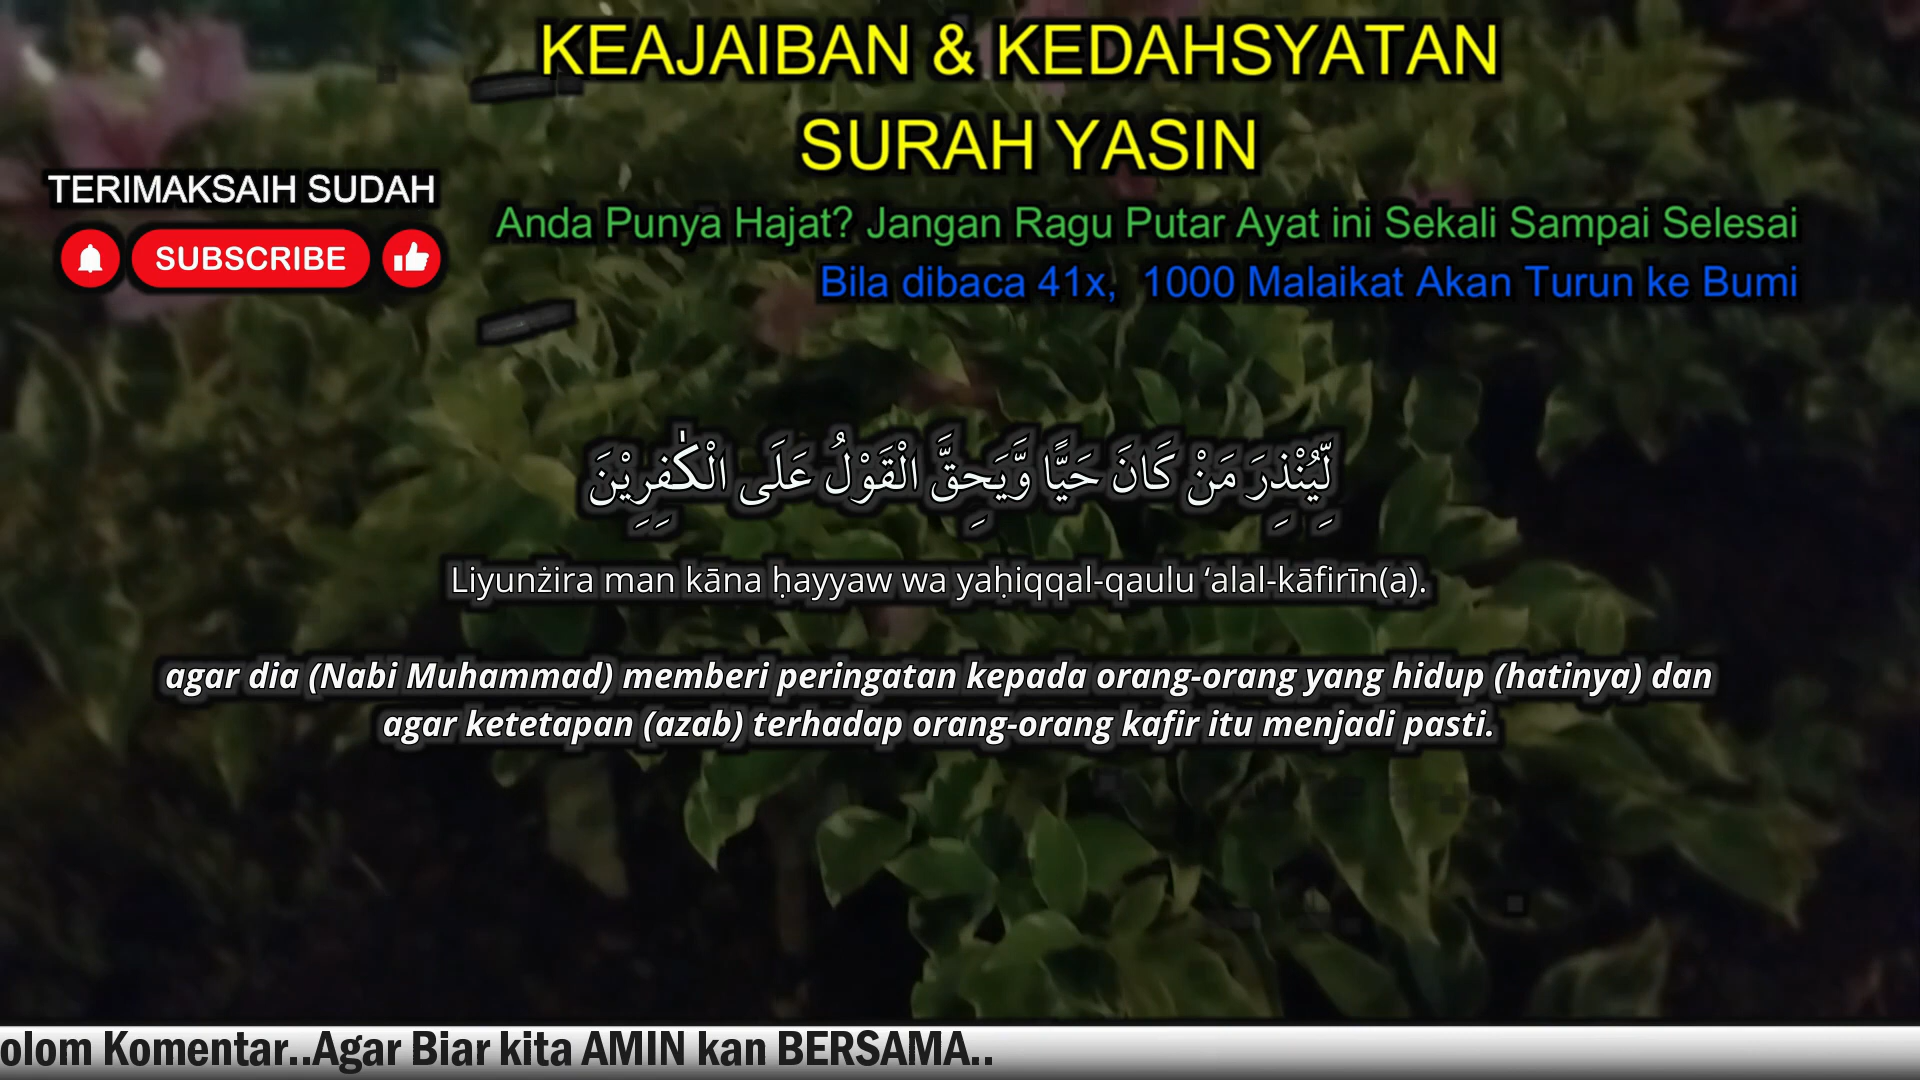 KEAJAIBAN & KEDAHSYATAN
SURAH YASIN
TERIMAKSAIH SUDAH
SUBSCRIBE
Anda Punya Hajat? Jangan Ragu Putar Ayat ini Sekali Sampai Selesai
Bila dibaca 41x, 1000 Malaikat Akan Turun ke Bumi
لِّيُنْذِرَ مَنْ كَانَ حَيًّا وَّيَحِقَّ الْقَوْلُ عَلَى الْكٰفِرِيْنَ
Liyunżira man kāna ḥayyaw wa yaḥiqqal-qaulu ‘alal-kāfirīn(a).
agar dia (Nabi Muhammad) memberi peringatan kepada orang-orang yang hidup (hatinya) dan
agar ketetapan (azab) terhadap orang-orang kafir itu menjadi pasti.
olom Komentar..Agar Biar kita AMIN kan BERSAMA..